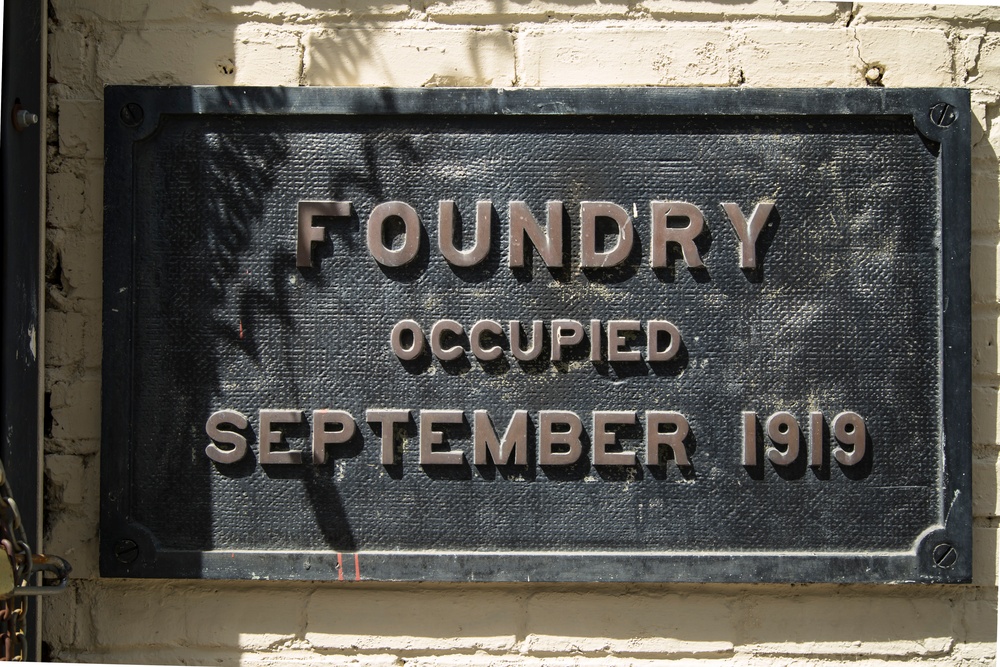 FOUNDRY
OCCUPIED
SEPTEMBER 1919